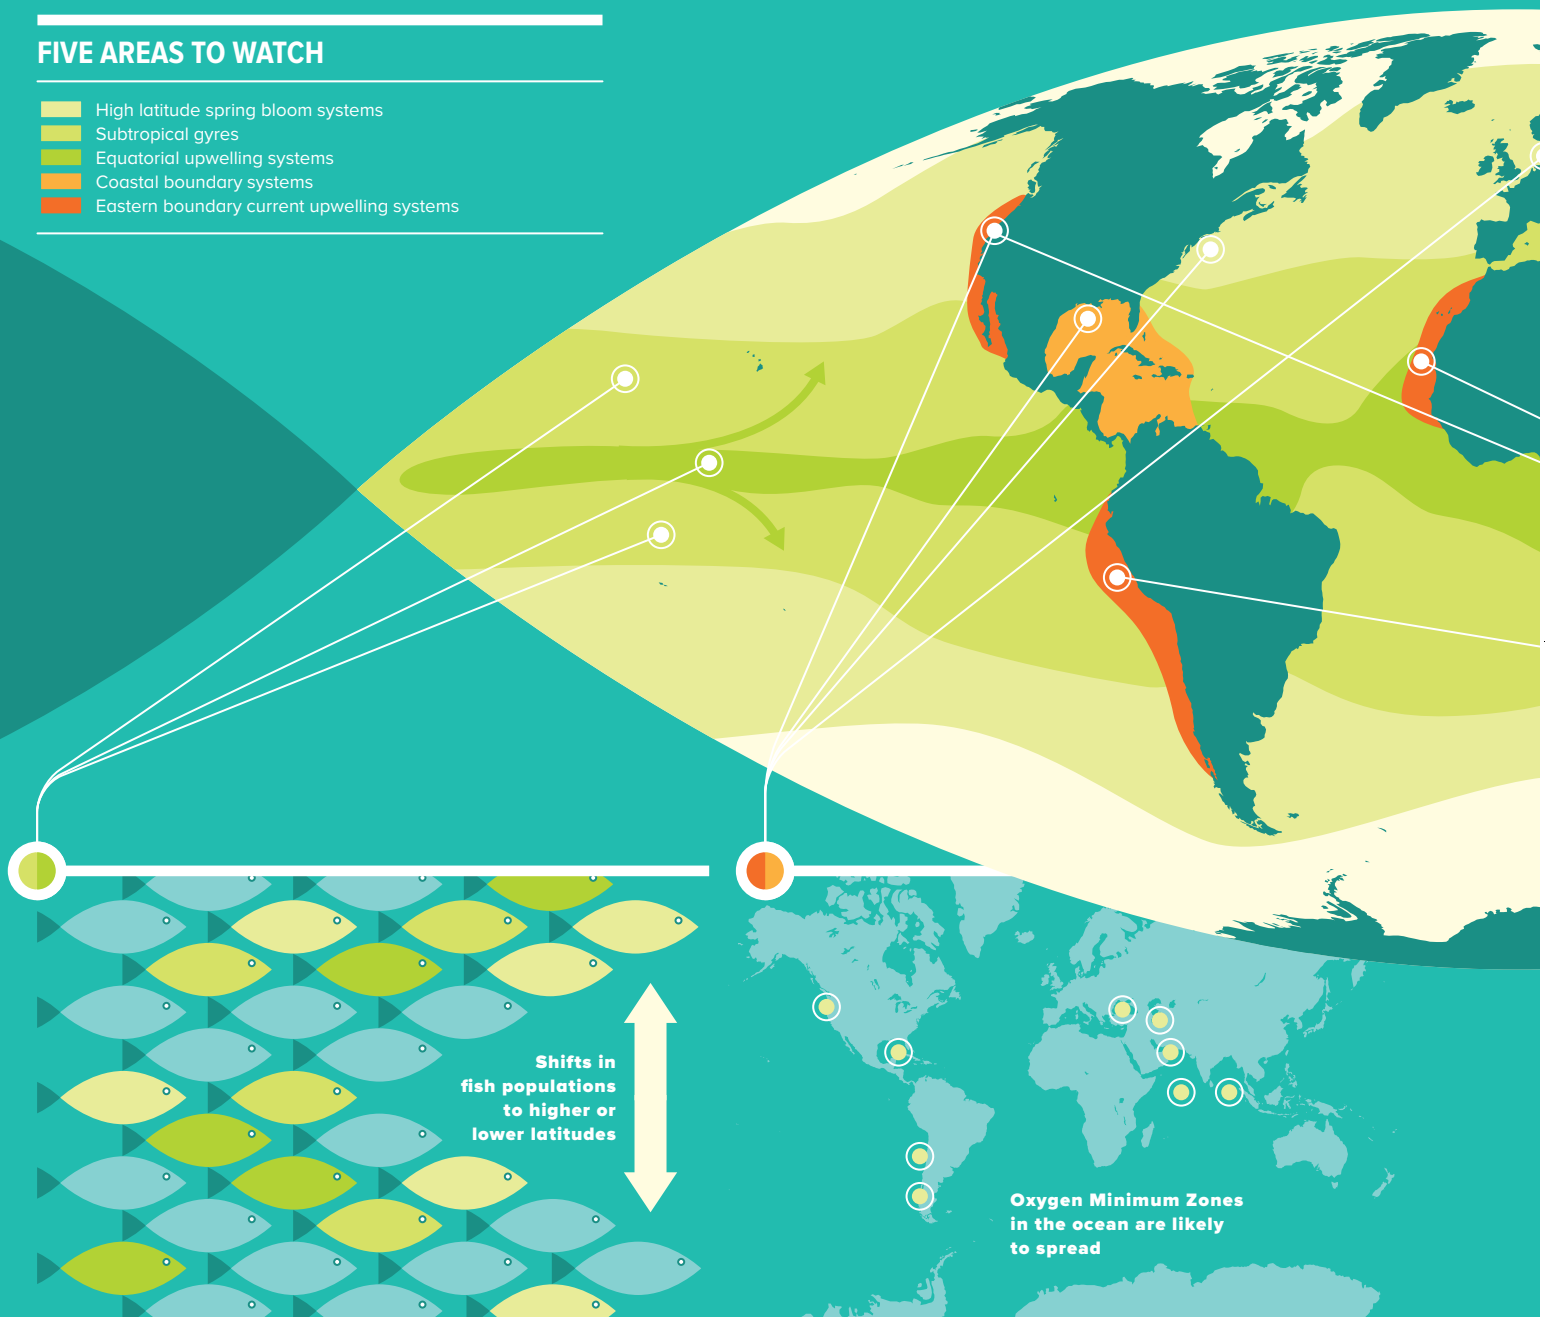 FIVE AREAS TO WATCH
High latitude spring bloom systems
Subtropical gyres
Equatorial upwelling systems
Coastal boundary systems
Eastern boundary current upwelling systems
Shifts in
fish populations
to higher or
lower latitudes
Oxygen Minimum Zones
in the ocean are likely
to spread